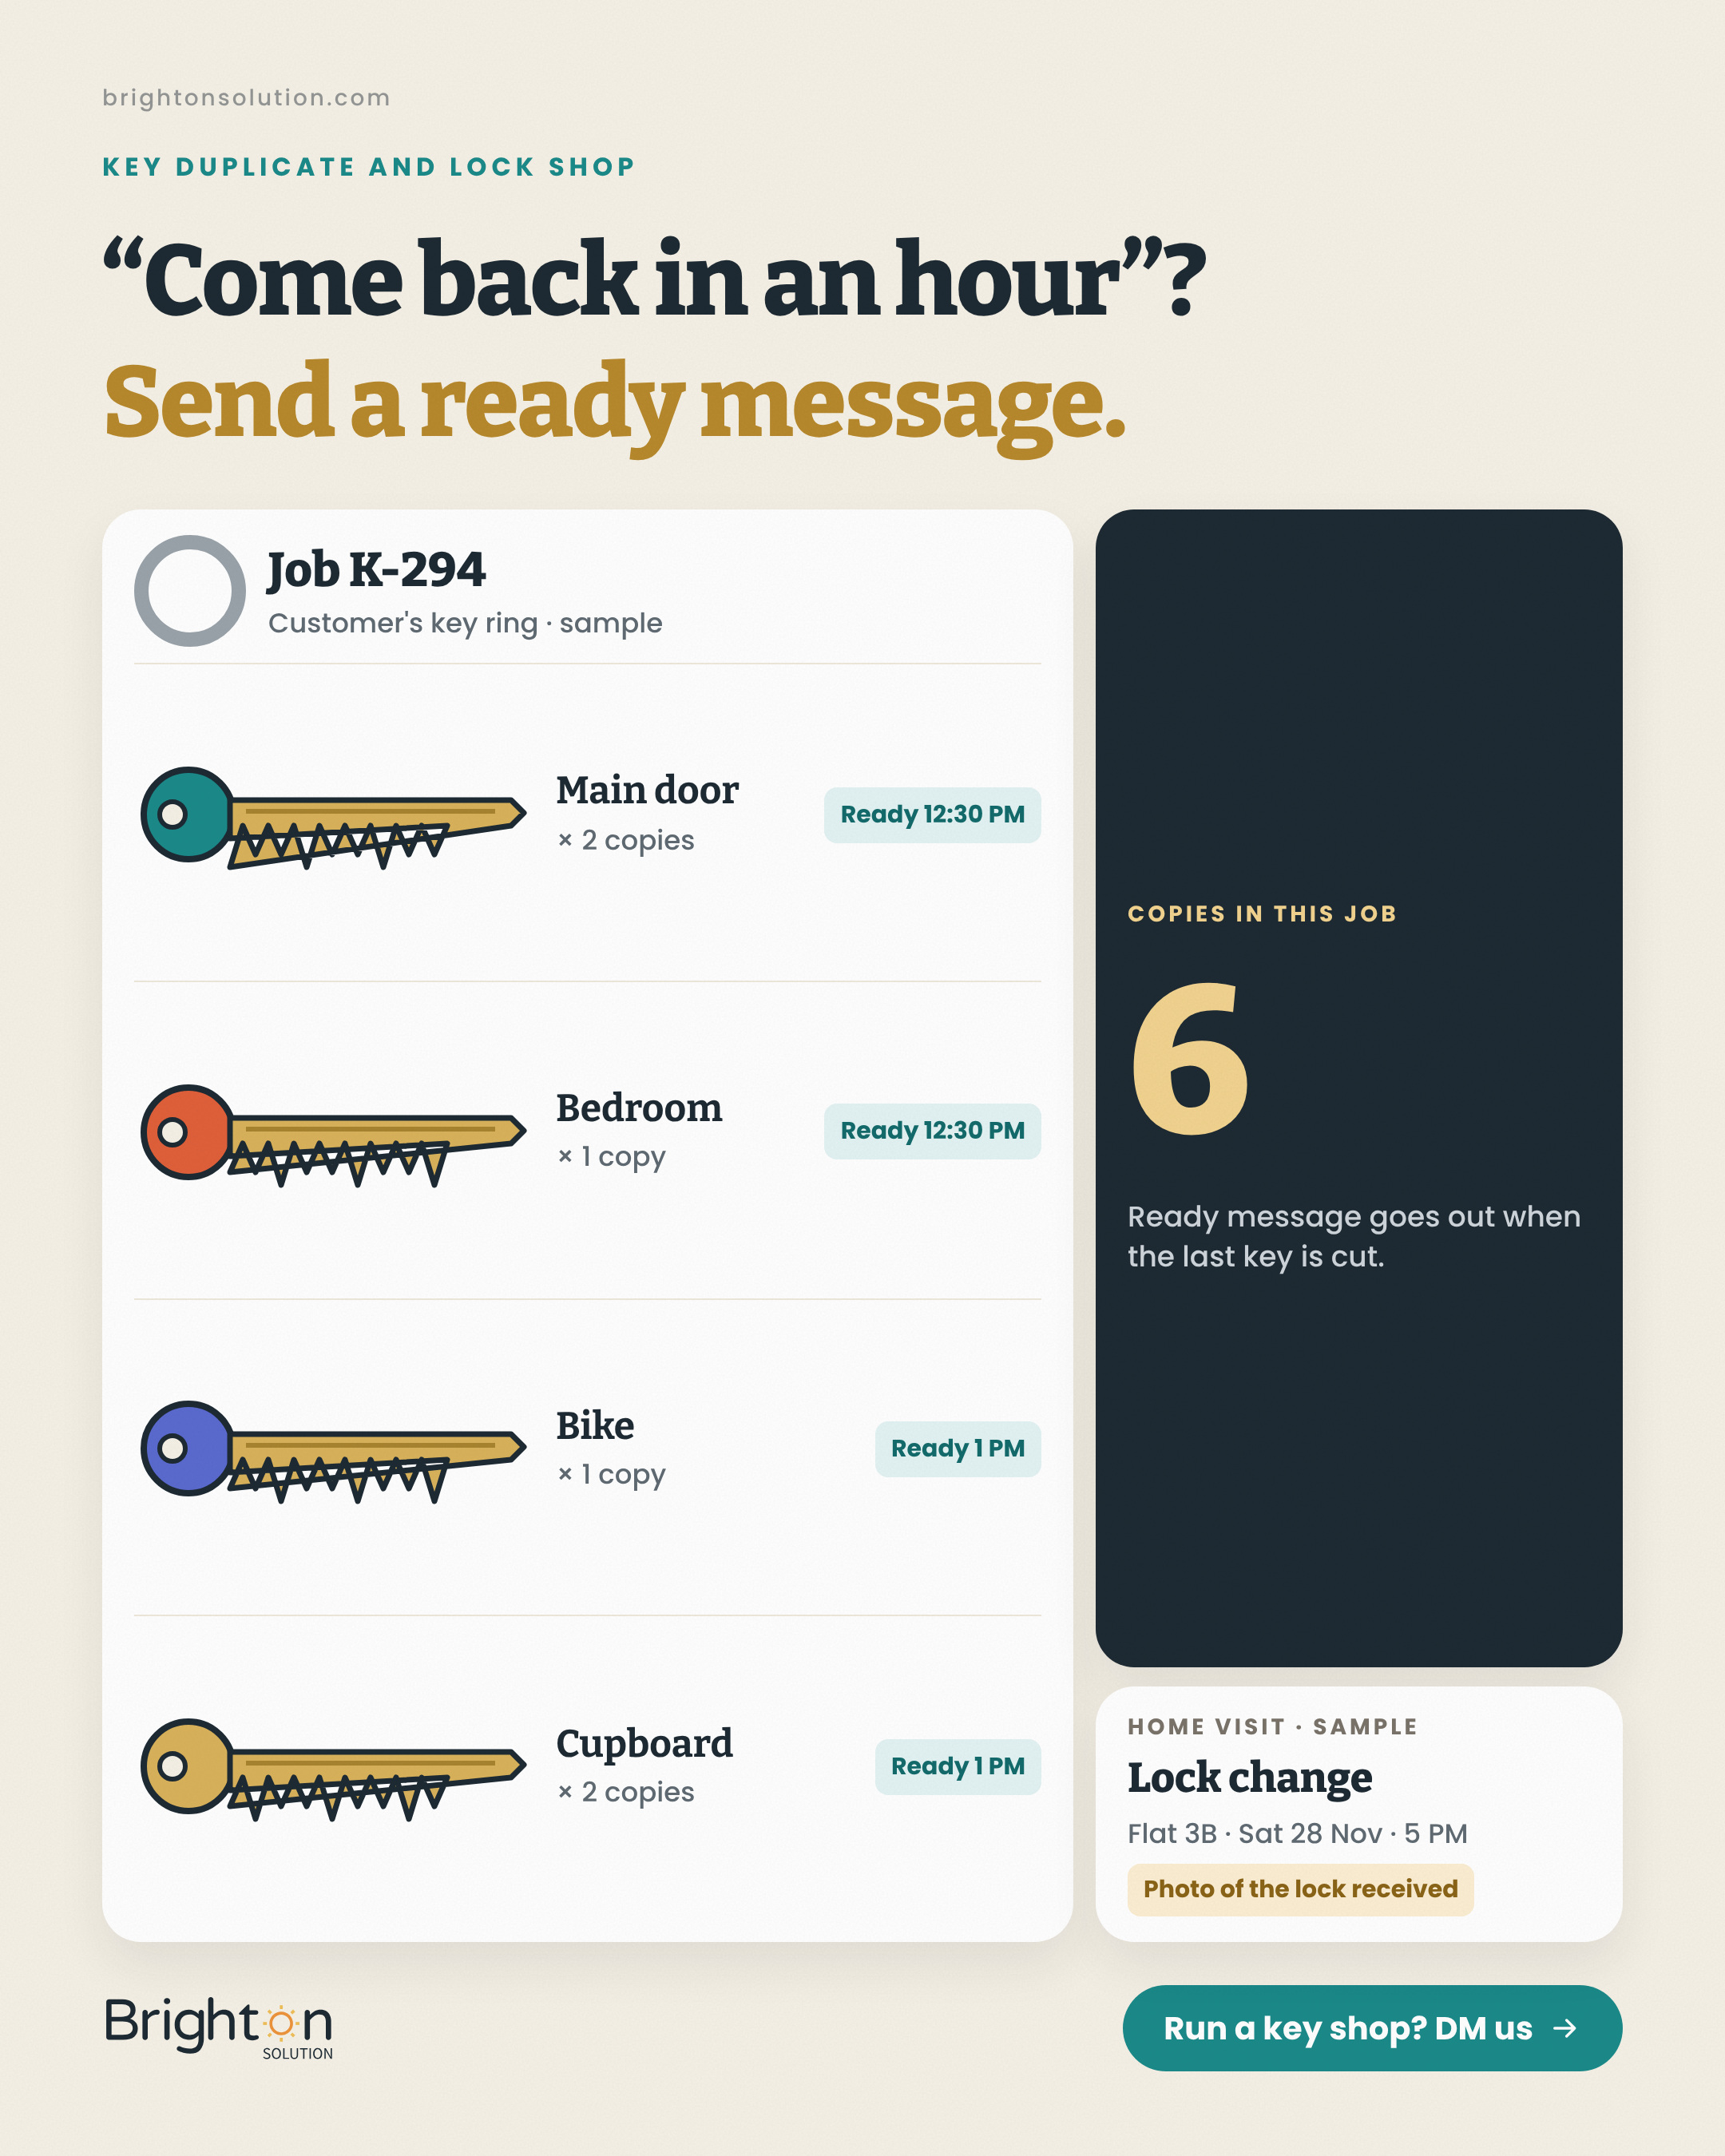 brightonsolution.com
KEY DUPLICATE AND LOCK SHOP
“Come back in an hour”?
Send a ready message.
Job K-294
Customer's key ring · sample
Main door
× 2 copies
Ready 12:30 PM
Bedroom
× 1 copy
Ready 12:30 PM
Bike
× 1 copy
Ready 1 PM
Cupboard
× 2 copies
Ready 1 PM
COPIES IN THIS JOB
6
Ready message goes out when
the last key is cut.
HOME VISIT · SAMPLE
Lock change
Flat 3B · Sat 28 Nov · 5 PM
Photo of the lock received
Brighton
SOLUTION
Run a key shop? DM us →